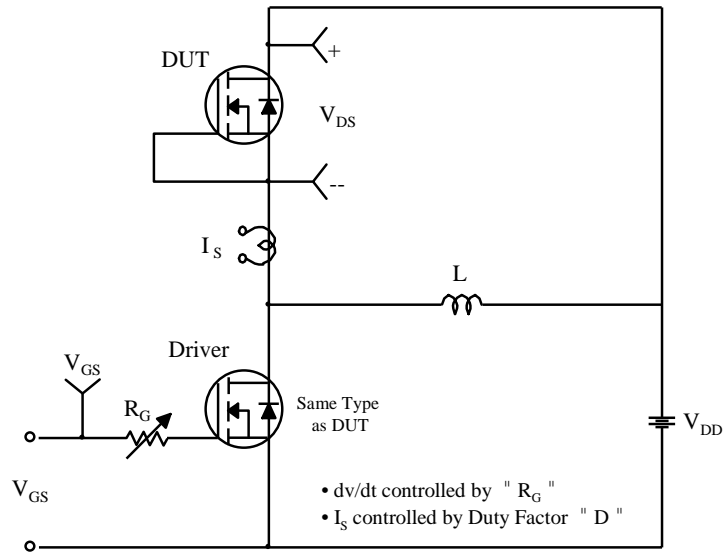 DUT
+
V_DS
--
I_S
L
Driver
V_GS
R_G
Same Type
as DUT
V_DD
V_GS
• dv/dt controlled by " R_G "
• I_S controlled by Duty Factor " D "